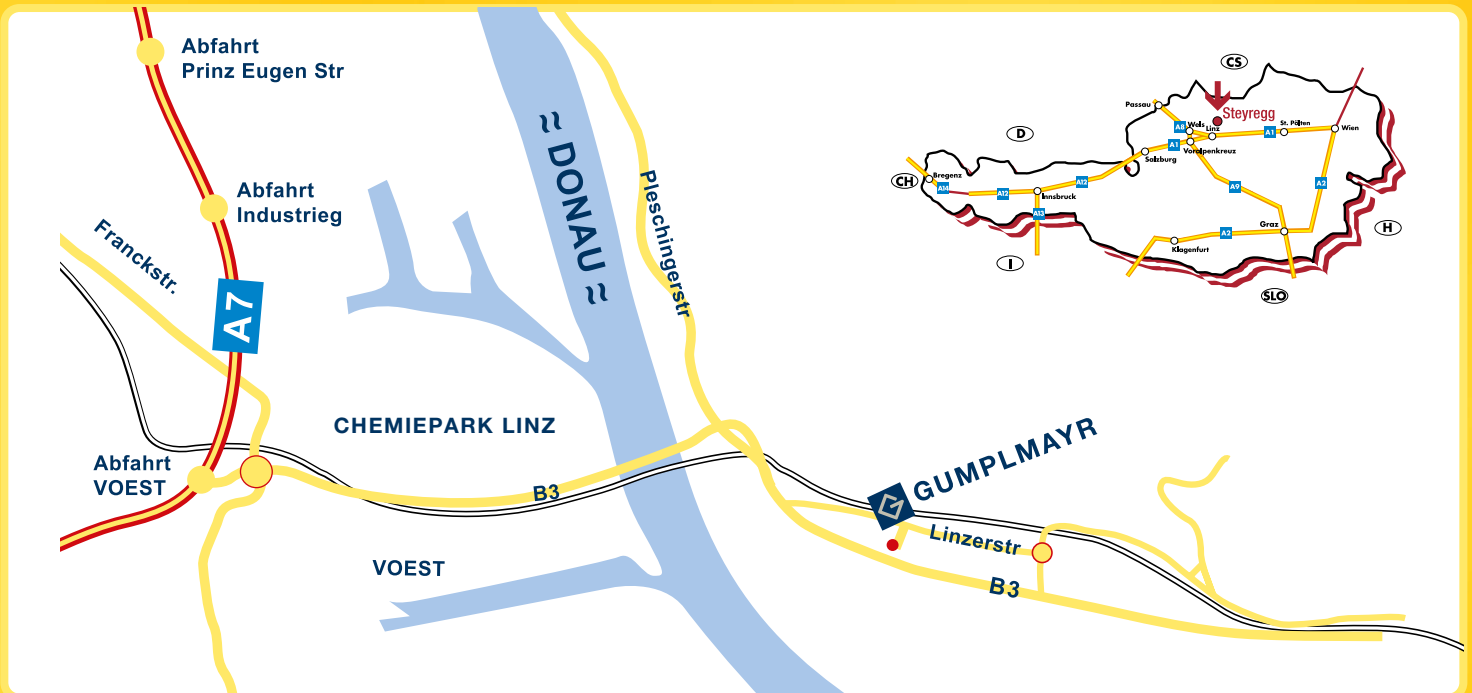 Abfahrt
Prinz Eugen Str
Abfahrt
Industrieg
Franckstr.
A7
Abfahrt
VOEST
CHEMIEPARK LINZ
VOEST
B3
≈ DONAU ≈
Pleschingerstr
GUMPLMAYR
Linzerstr
B3
CS
D
CH
I
SLO
H
Passau
Steyregg
A8
Wels
Linz
A1
St. Pölten
Wien
A1
Voralpenkreuz
Salzburg
Bregenz
A14
A12
A12
Innsbruck
A13
A9
A2
Graz
A2
Klagenfurt